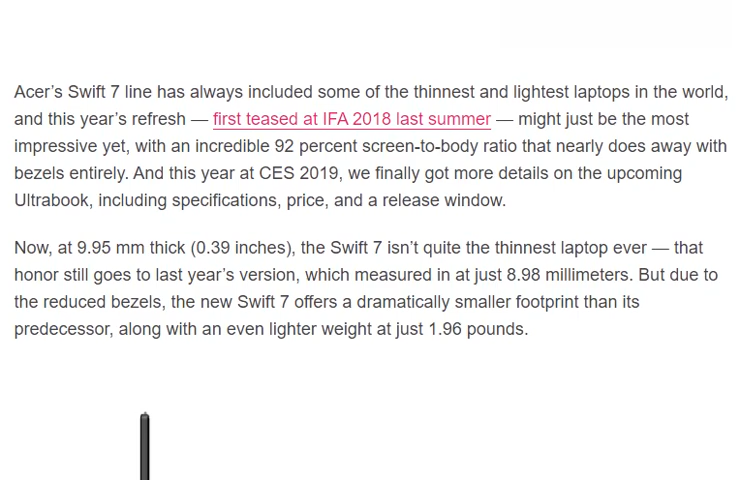 Acer’s Swift 7 line has always included some of the thinnest and lightest laptops in the world,
and this year’s refresh — first teased at IFA 2018 last summer — might just be the most
impressive yet, with an incredible 92 percent screen-to-body ratio that nearly does away with
bezels entirely. And this year at CES 2019, we finally got more details on the upcoming
Ultrabook, including specifications, price, and a release window.
Now, at 9.95 mm thick (0.39 inches), the Swift 7 isn’t quite the thinnest laptop ever — that
honor still goes to last year’s version, which measured in at just 8.98 millimeters. But due to
the reduced bezels, the new Swift 7 offers a dramatically smaller footprint than its
predecessor, along with an even lighter weight at just 1.96 pounds.